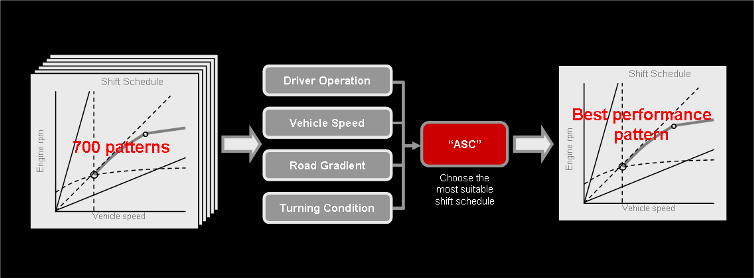 Shift Schedule
Engine rpm
700 patterns
Vehicle speed
Driver Operation
Vehicle Speed
Road Gradient
Turning Condition
“ASC”
Choose the
most suitable
shift schedule
Shift Schedule
Engine rpm
Best performance
pattern
Vehicle speed